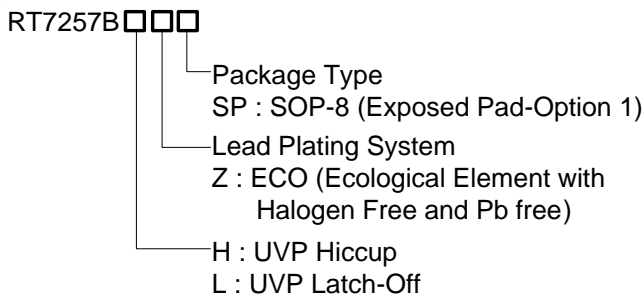 RT7257B
Package Type
SP : SOP-8 (Exposed Pad-Option 1)
Lead Plating System
Z : ECO (Ecological Element with
Halogen Free and Pb free)
H : UVP Hiccup
L : UVP Latch-Off